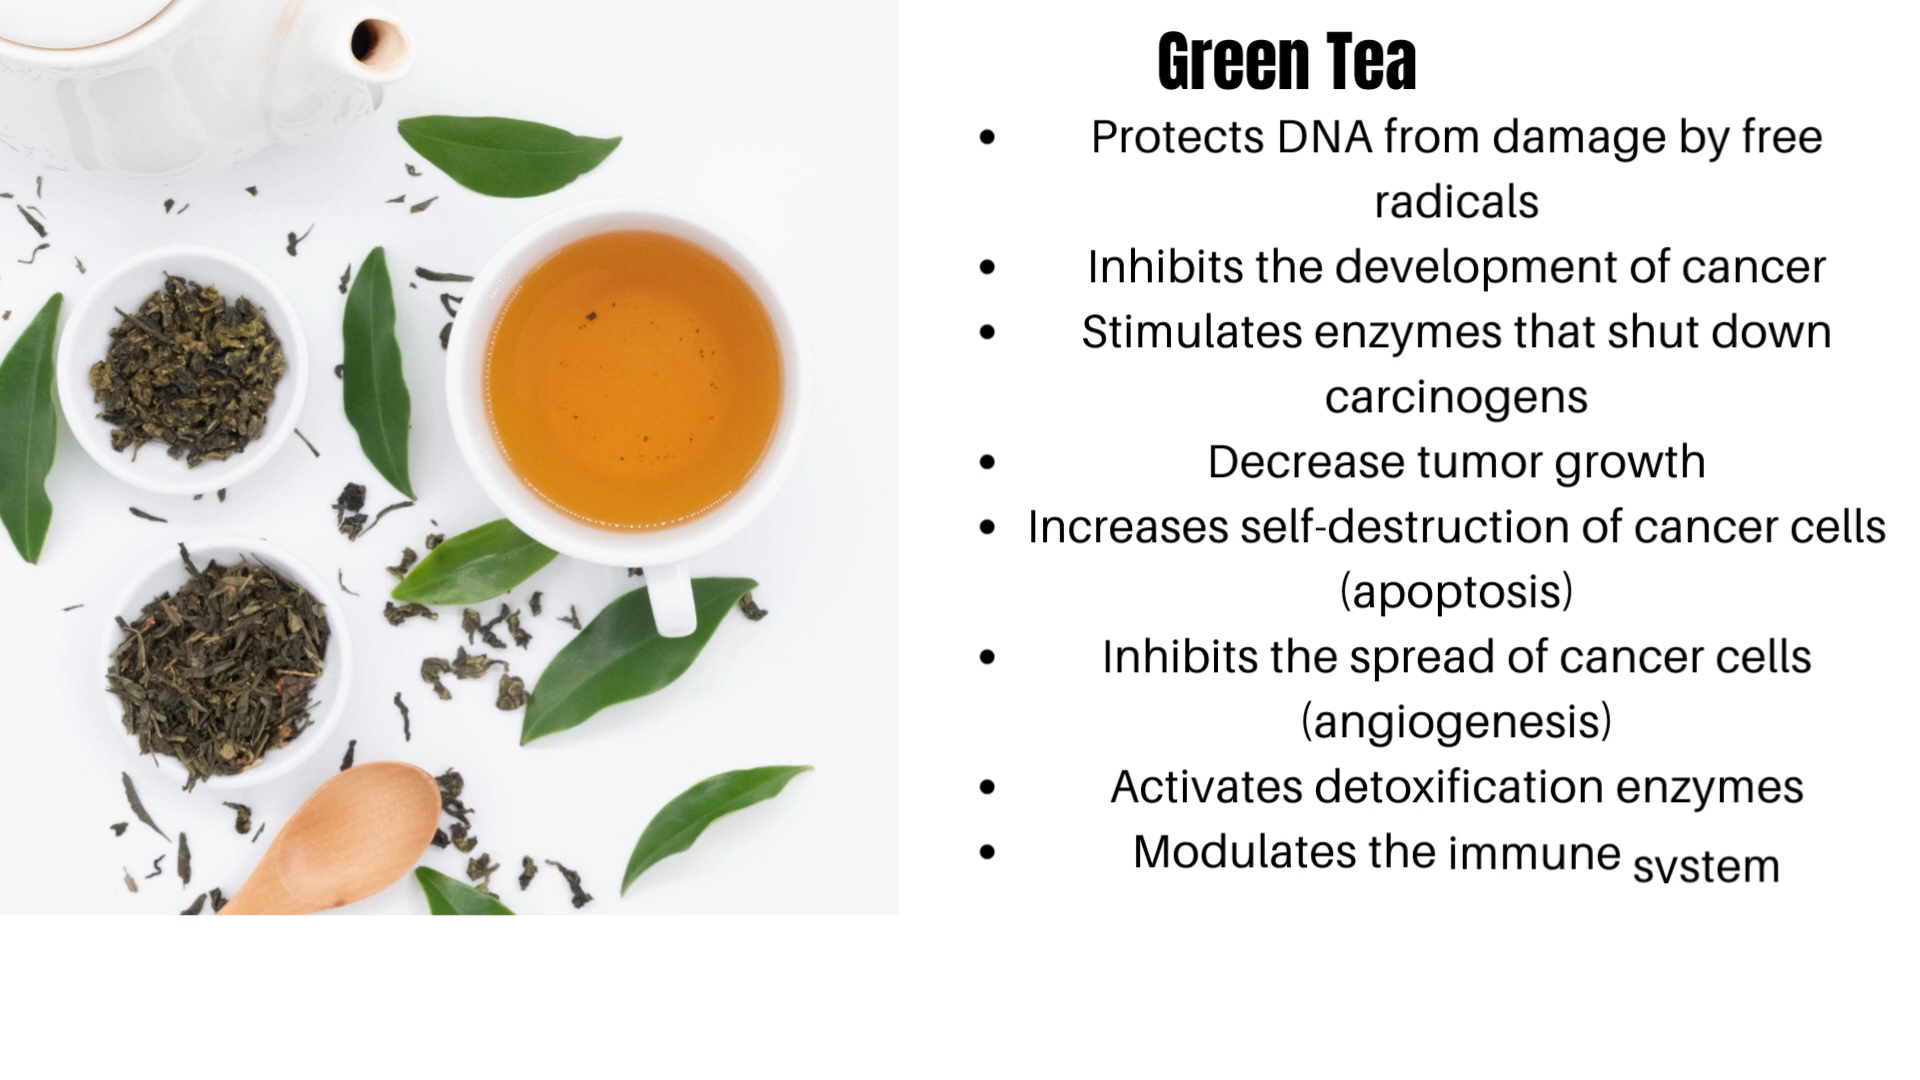 Green Tea
• Protects DNA from damage by free
radicals
• Inhibits the development of cancer
• Stimulates enzymes that shut down
carcinogens
• Decrease tumor growth
• Increases self-destruction of cancer cells
(apoptosis)
• Inhibits the spread of cancer cells
(angiogenesis)
• Activates detoxification enzymes
• Modulates the immune system